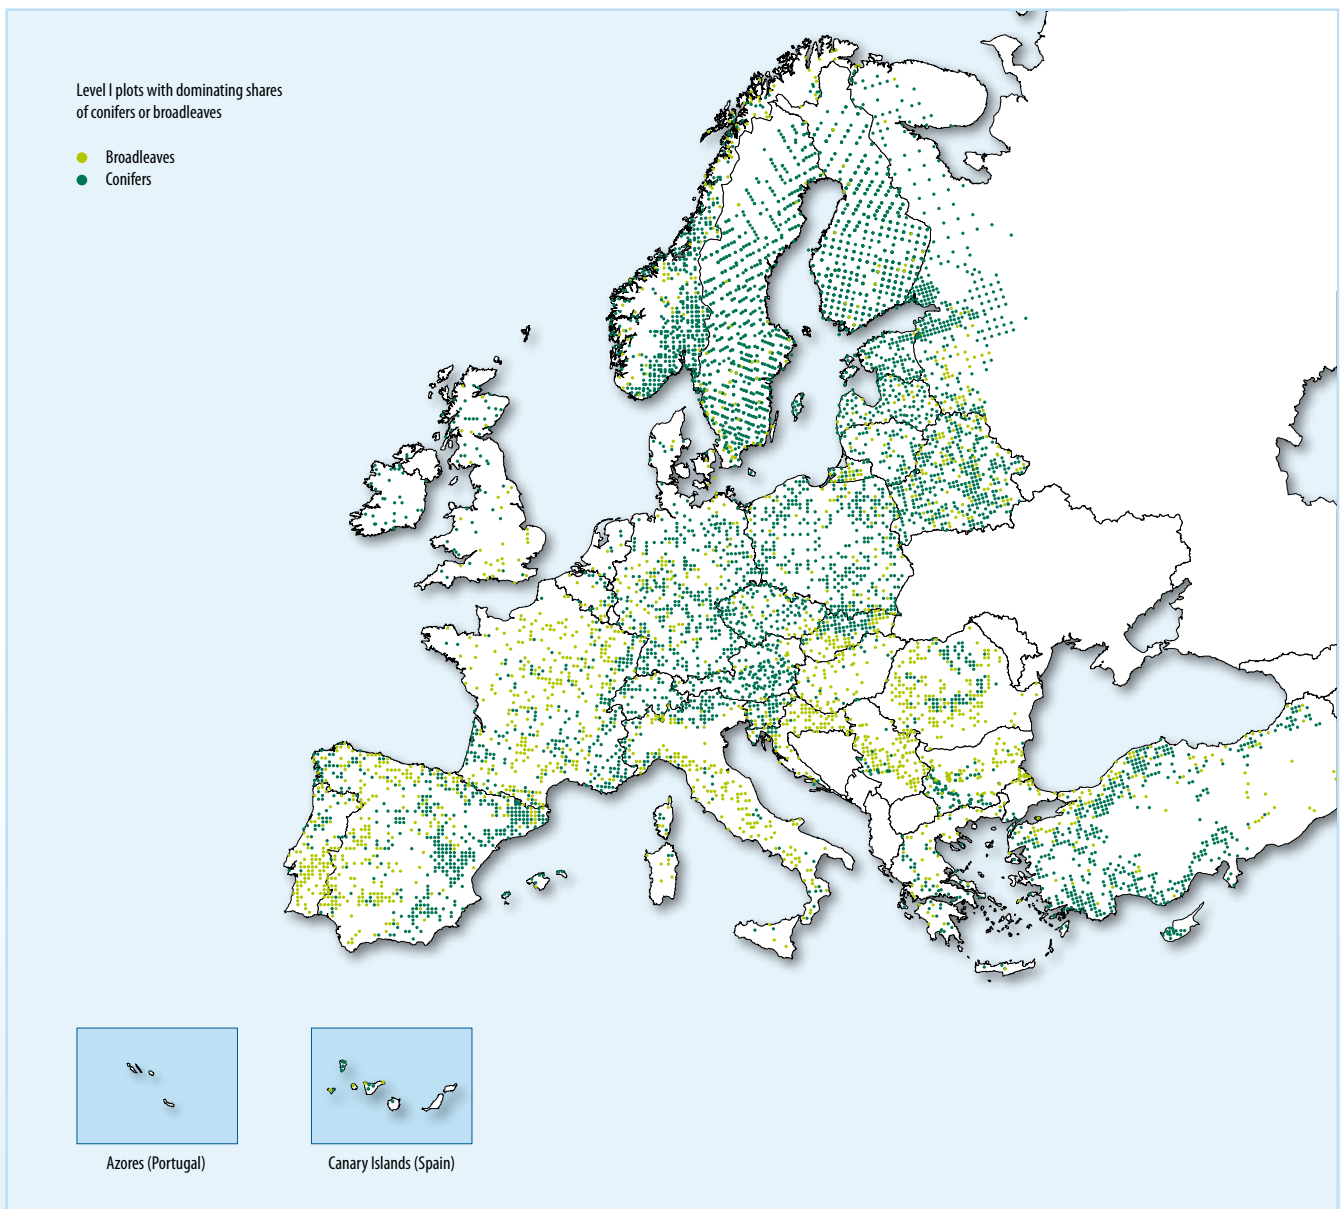 Level I plots with dominating shares
of conifers or broadleaves
Broadleaves
Conifers
Azores (Portugal)
Canary Islands (Spain)